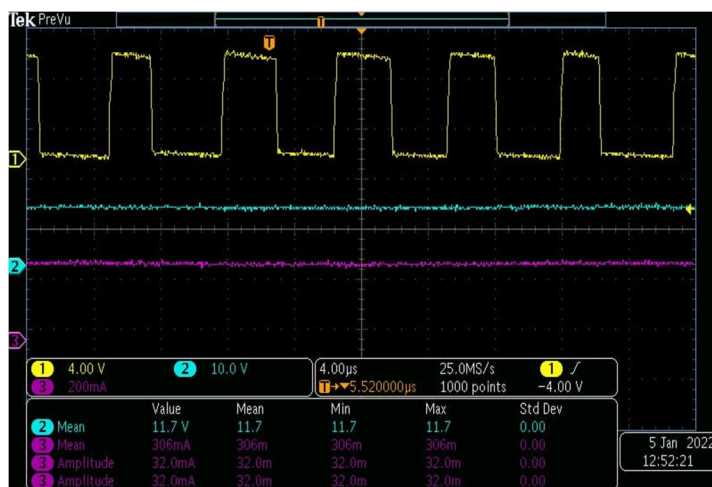 Tek PreVu
T
T
1
2
3
1 4.00 V 2 10.0 V
3 200mA
4.00µs 25.0MS/s 1 ∫
T→▼5.520000µs 1000 points −4.00 V
Value Mean Min Max Std Dev
2 Mean 11.7 V 11.7 11.7 11.7 0.00
3 Mean 306mA 306m 306m 306m 0.00
3 Amplitude 32.0mA 32.0m 32.0m 32.0m 0.00
3 Amplitude 32.0mA 32.0m 32.0m 32.0m 0.00
5 Jan 2022
12:52:21